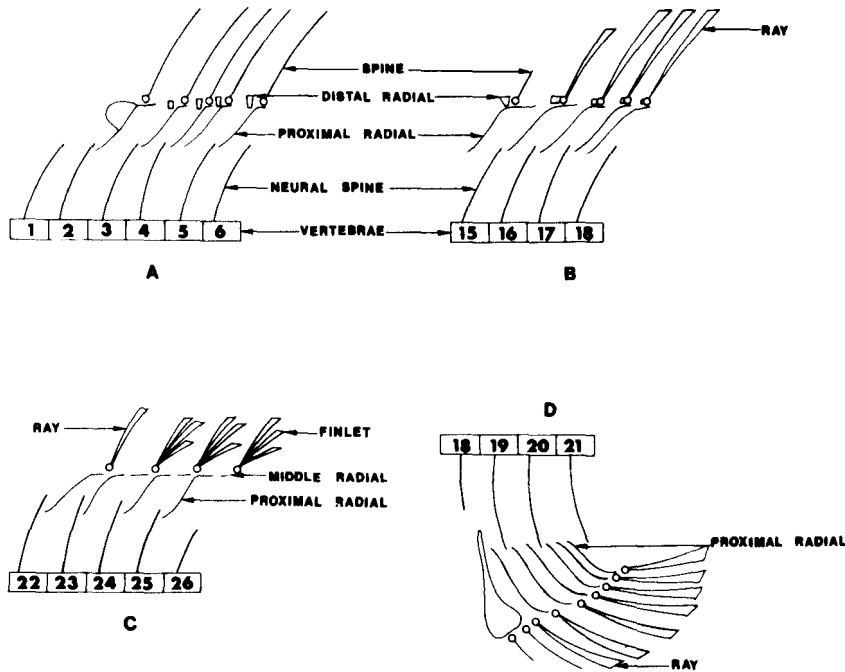 RAY
SPINE
DISTAL RADIAL
PROXIMAL RADIAL
NEURAL SPINE
1 2 3 4 5 6
VERTEBRAE
15 16 17 18
A
B
RAY
FINLET
MIDDLE RADIAL
PROXIMAL RADIAL
22 23 24 25 26
C
D
18 19 20 21
PROXIMAL RADIAL
RAY